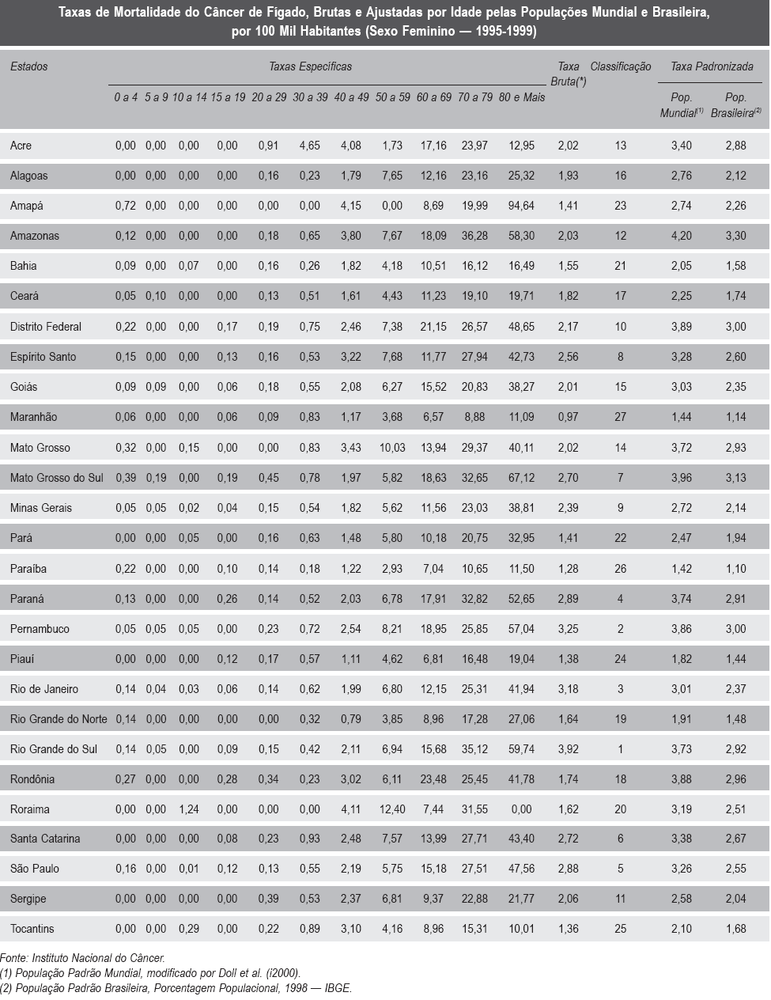 Taxas de Mortalidade do Câncer de Fígado, Brutas e Ajustadas por Idade pelas Populações Mundial e Brasileira,
por 100 Mil Habitantes (Sexo Feminino — 1995-1999)
Estados Taxas Específicas Taxa Bruta(*) Classificação Taxa Padronizada
0 a 4 5 a 9 10 a 14 15 a 19 20 a 29 30 a 39 40 a 49 50 a 59 60 a 69 70 a 79 80 e Mais Pop. Mundial(1) Pop. Brasileira(2)
Acre 0,00 0,00 0,00 0,00 0,91 4,65 4,08 1,73 17,16 23,97 12,95 2,02 13 3,40 2,88
Alagoas 0,00 0,00 0,00 0,00 0,16 0,23 1,79 7,65 12,16 23,16 25,32 1,93 16 2,76 2,12
Amapá 0,72 0,00 0,00 0,00 0,00 0,00 4,15 0,00 8,69 19,99 94,64 1,41 23 2,74 2,26
Amazonas 0,12 0,00 0,00 0,00 0,18 0,65 3,80 7,67 18,09 36,28 58,30 2,03 12 4,20 3,30
Bahia 0,09 0,00 0,07 0,00 0,16 0,26 1,82 4,18 10,51 16,12 16,49 1,55 21 2,05 1,58
Ceará 0,05 0,10 0,00 0,00 0,13 0,51 1,61 4,43 11,23 19,10 19,71 1,82 17 2,25 1,74
Distrito Federal 0,22 0,00 0,00 0,17 0,19 0,75 2,46 7,38 21,15 26,57 48,65 2,17 10 3,89 3,00
Espírito Santo 0,15 0,00 0,00 0,13 0,16 0,53 3,22 7,68 11,77 27,94 42,73 2,56 8 3,28 2,60
Goiás 0,09 0,09 0,00 0,06 0,18 0,55 2,08 6,27 15,52 20,83 38,27 2,01 15 3,03 2,35
Maranhão 0,06 0,00 0,00 0,06 0,09 0,83 1,17 3,68 6,57 8,88 11,09 0,97 27 1,44 1,14
Mato Grosso 0,32 0,00 0,15 0,00 0,00 0,83 3,43 10,03 13,94 29,37 40,11 2,02 14 3,72 2,93
Mato Grosso do Sul 0,39 0,19 0,00 0,19 0,45 0,78 1,97 5,82 18,63 32,65 67,12 2,70 7 3,96 3,13
Minas Gerais 0,05 0,05 0,02 0,04 0,15 0,54 1,82 5,62 11,56 23,03 38,81 2,39 9 2,72 2,14
Pará 0,00 0,00 0,05 0,00 0,16 0,63 1,48 5,80 10,18 20,75 32,95 1,41 22 2,47 1,94
Paraíba 0,22 0,00 0,00 0,10 0,14 0,18 1,22 2,93 7,04 10,65 11,50 1,28 26 1,42 1,10
Paraná 0,13 0,00 0,00 0,26 0,14 0,52 2,03 6,78 17,91 32,82 52,65 2,89 4 3,74 2,91
Pernambuco 0,05 0,05 0,05 0,00 0,23 0,72 2,54 8,21 18,95 25,85 57,04 3,25 2 3,86 3,00
Piauí 0,00 0,00 0,00 0,12 0,17 0,57 1,11 4,62 6,81 16,48 19,04 1,38 24 1,82 1,44
Rio de Janeiro 0,14 0,04 0,03 0,06 0,14 0,62 1,99 6,80 12,15 25,31 41,94 3,18 3 3,01 2,37
Rio Grande do Norte 0,14 0,00 0,00 0,00 0,00 0,32 0,79 3,85 8,96 17,28 27,06 1,64 19 1,91 1,48
Rio Grande do Sul 0,14 0,05 0,00 0,09 0,15 0,42 2,11 6,94 15,68 35,12 59,74 3,92 1 3,73 2,92
Rondônia 0,27 0,00 0,00 0,28 0,34 0,23 3,02 6,11 23,48 25,45 41,78 1,74 18 3,88 2,96
Roraima 0,00 0,00 1,24 0,00 0,00 0,00 4,11 12,40 7,44 31,55 0,00 1,62 20 3,19 2,51
Santa Catarina 0,00 0,00 0,00 0,08 0,23 0,93 2,48 7,57 13,99 27,71 43,40 2,72 6 3,38 2,67
São Paulo 0,16 0,00 0,01 0,12 0,13 0,55 2,19 5,75 15,18 27,51 47,56 2,88 5 3,26 2,55
Sergipe 0,00 0,00 0,00 0,00 0,39 0,53 2,37 6,81 9,37 22,88 21,77 2,06 11 2,58 2,04
Tocantins 0,00 0,00 0,29 0,00 0,22 0,89 3,10 4,16 8,96 15,31 10,01 1,36 25 2,10 1,68
Fonte: Instituto Nacional do Câncer.
(1) População Padrão Mundial, modificado por Doll et al. (i2000).
(2) População Padrão Brasileira, Porcentagem Populacional, 1998 — IBGE.